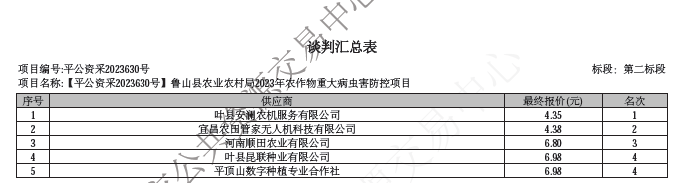 谈判汇总表
项目编号:平公资采2023630号 标段：第二标段
项目名称:【平公资采2023630号】鲁山县农业农村局2023年农作物重大病虫害防控项目
序号 供应商 最终报价(元) 名次
1 叶县安澜农机服务有限公司 4.35 1
2 宜昌农田管家无人机科技有限公司 4.38 2
3 河南顺田农业有限公司 6.80 3
4 叶县昆联种业有限公司 6.98 4
5 平顶山数字种植专业合作社 6.98 4